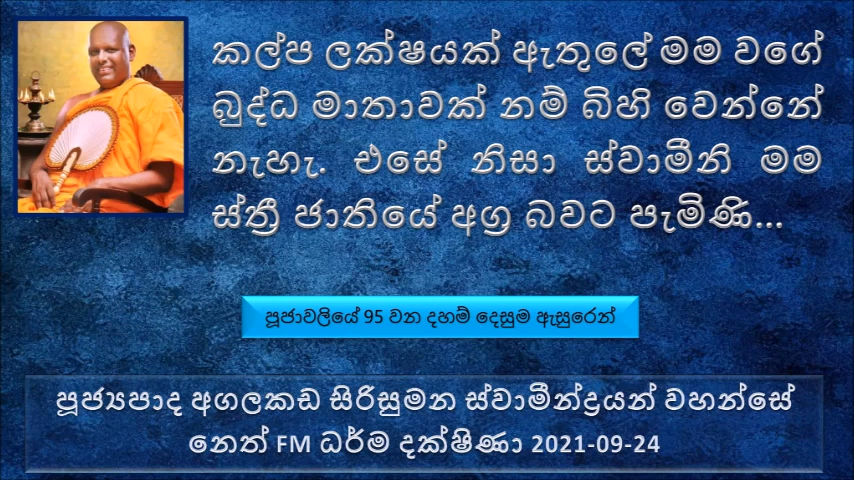 කල්ප ලක්ෂයක් ඇතුලේ මම වගේ
බුද්ධ මාතාවක් නම් බිහි වෙන්නේ
නැහැ. එසේ නිසා ස්වාමීනි මම
ස්ත්‍රී ජාතියේ අග්‍ර බවට පැමිණි...
පූජාවලියේ 95 වන දහම් දෙසුම ඇසුරෙන්
පූජ්‍යපාද අගලකඩ සිරිසුමන ස්වාමීන්ද්‍රයන් වහන්සේ
නෙත් FM ධර්ම දක්ෂිණා 2021-09-24